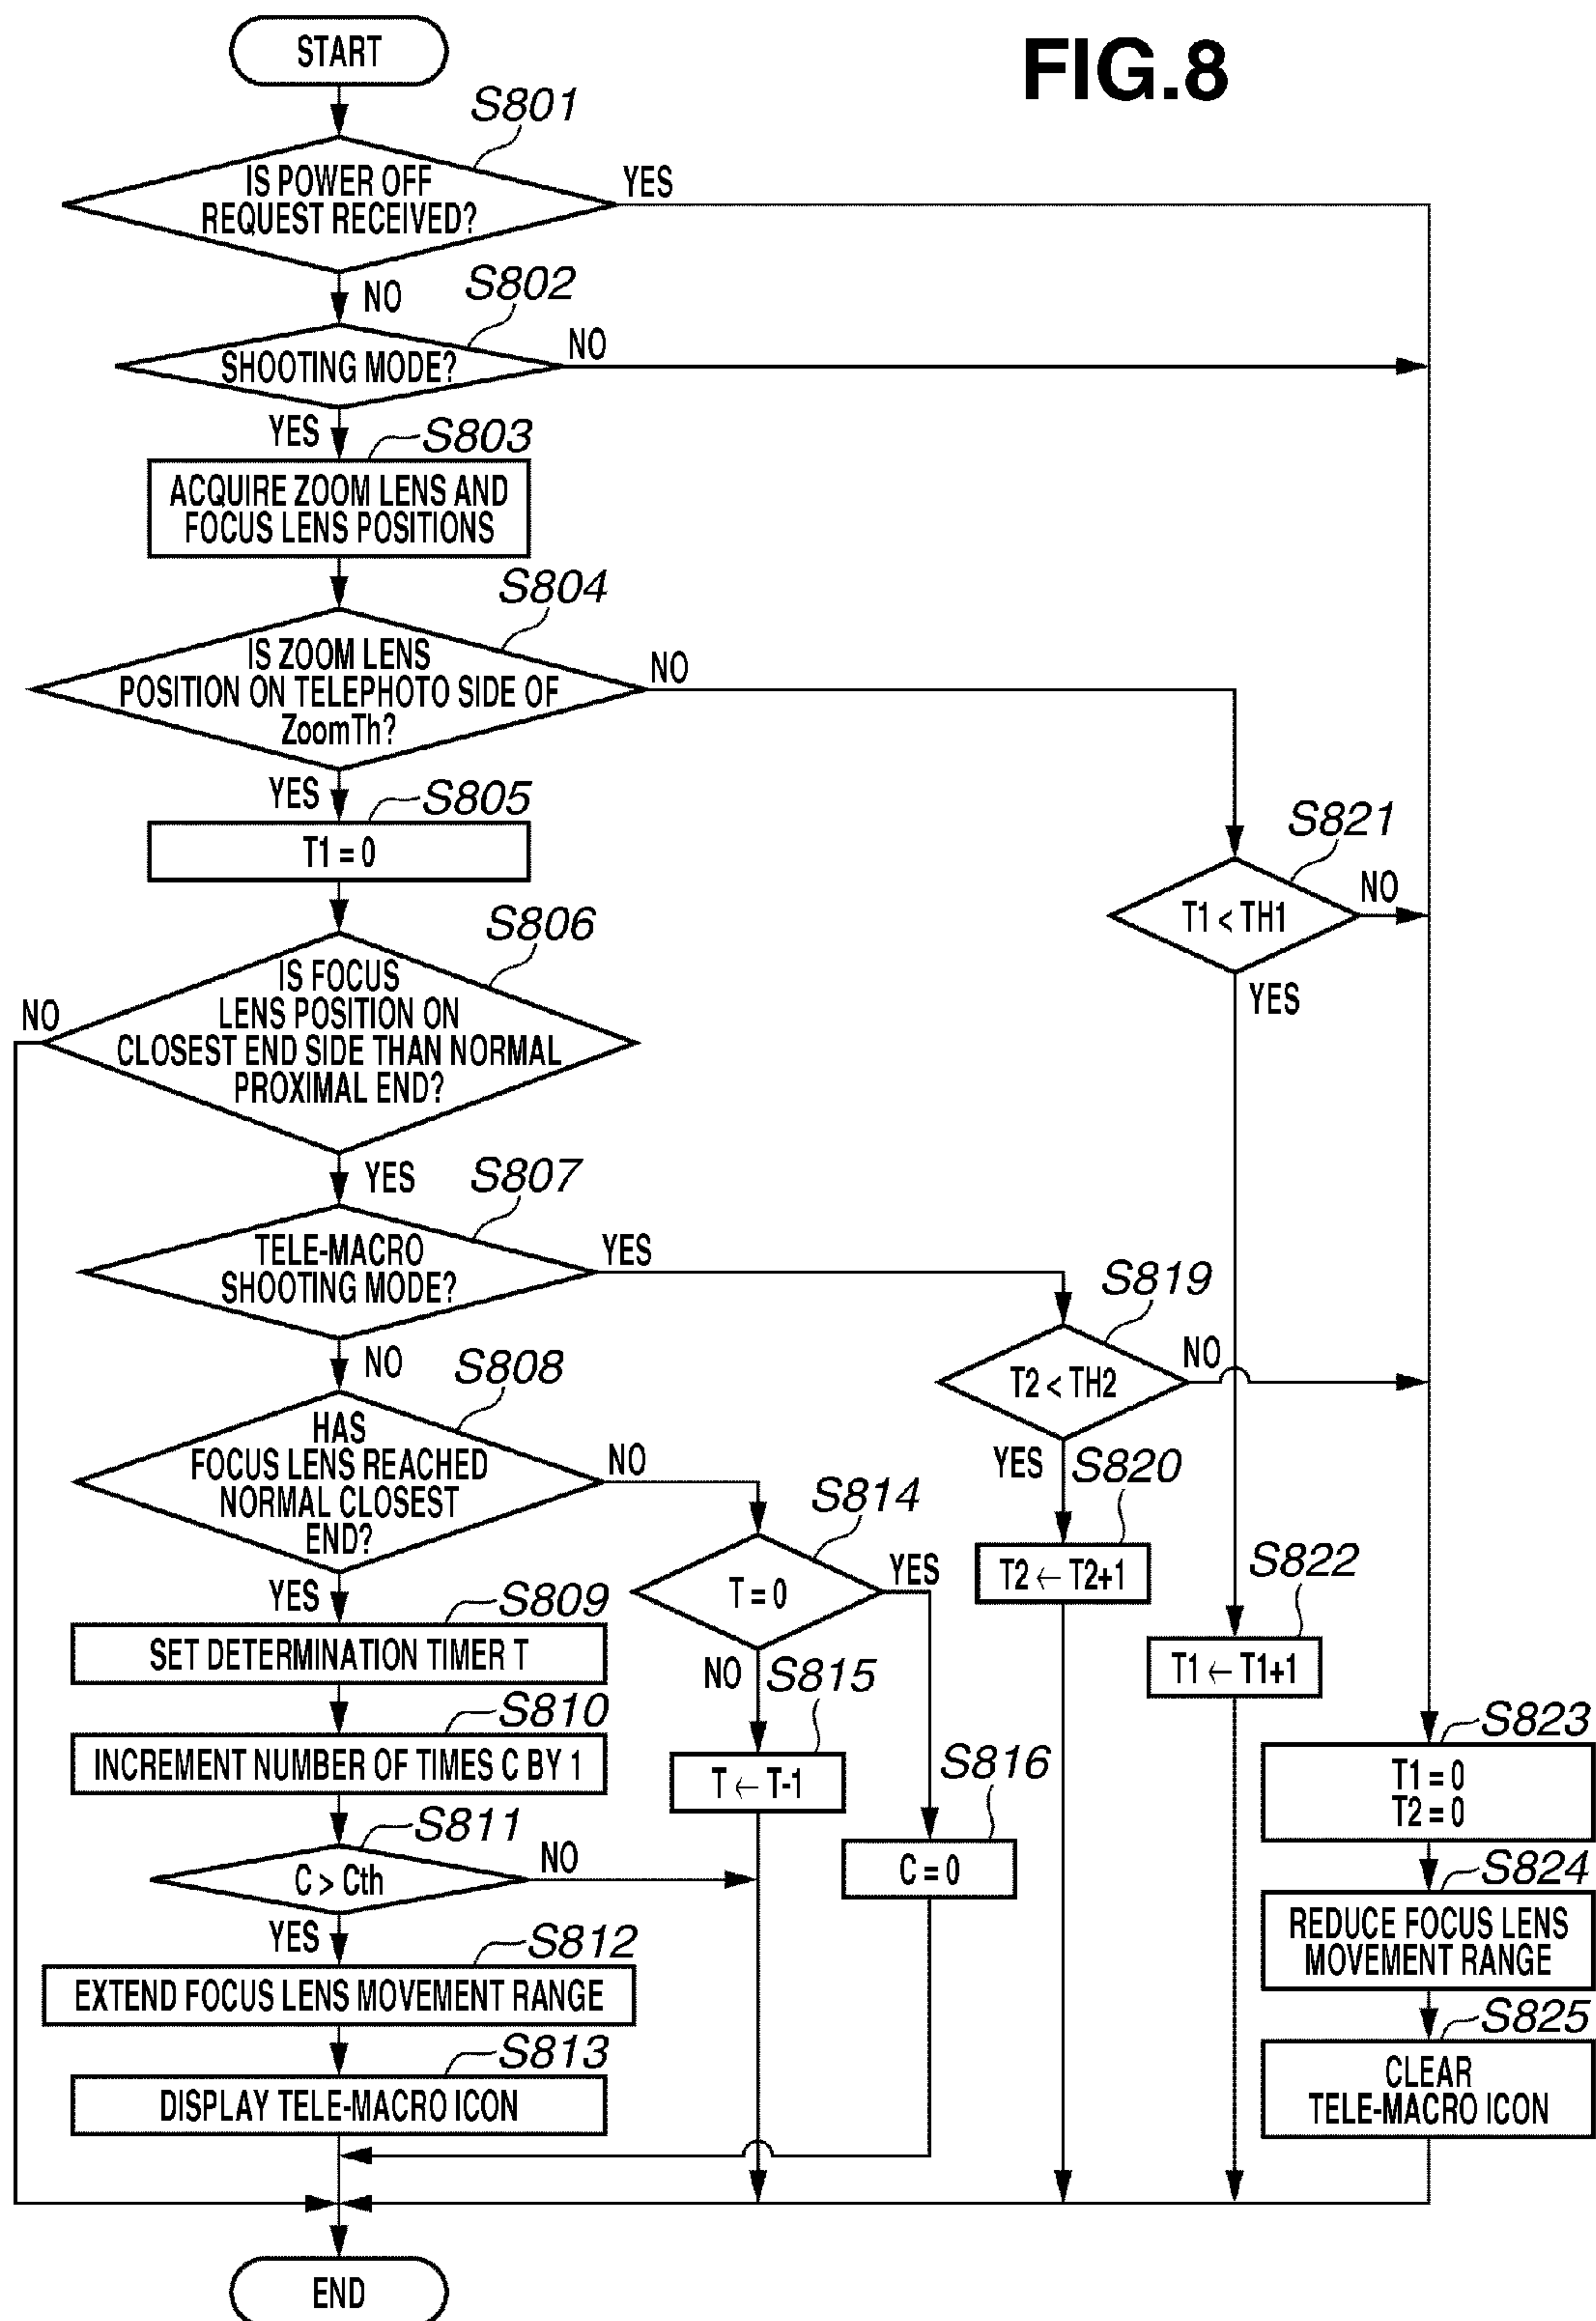 FIG.8
START
S801
IS POWER OFF
REQUEST RECEIVED?
YES
NO
S802
SHOOTING MODE?
NO
YES
S803
ACQUIRE ZOOM LENS AND
FOCUS LENS POSITIONS
S804
IS ZOOM LENS
POSITION ON TELEPHOTO SIDE OF
ZoomTh?
NO
YES
S805
T1 = 0
S821
T1 < TH1
NO
YES
S806
IS FOCUS
LENS POSITION ON
CLOSEST END SIDE THAN NORMAL
PROXIMAL END?
NO
YES
S807
TELE-MACRO
SHOOTING MODE?
YES
NO
S819
T2 < TH2
NO
YES
S820
T2 ← T2+1
S808
HAS
FOCUS LENS REACHED
NORMAL CLOSEST
END?
NO
YES
S814
T = 0
YES
NO
S815
T ← T-1
S816
C = 0
S822
T1 ← T1+1
S809
SET DETERMINATION TIMER T
S810
INCREMENT NUMBER OF TIMES C BY 1
S811
C > Cth
NO
YES
S812
EXTEND FOCUS LENS MOVEMENT RANGE
S813
DISPLAY TELE-MACRO ICON
S823
T1 = 0
T2 = 0
S824
REDUCE FOCUS LENS
MOVEMENT RANGE
S825
CLEAR
TELE-MACRO ICON
END